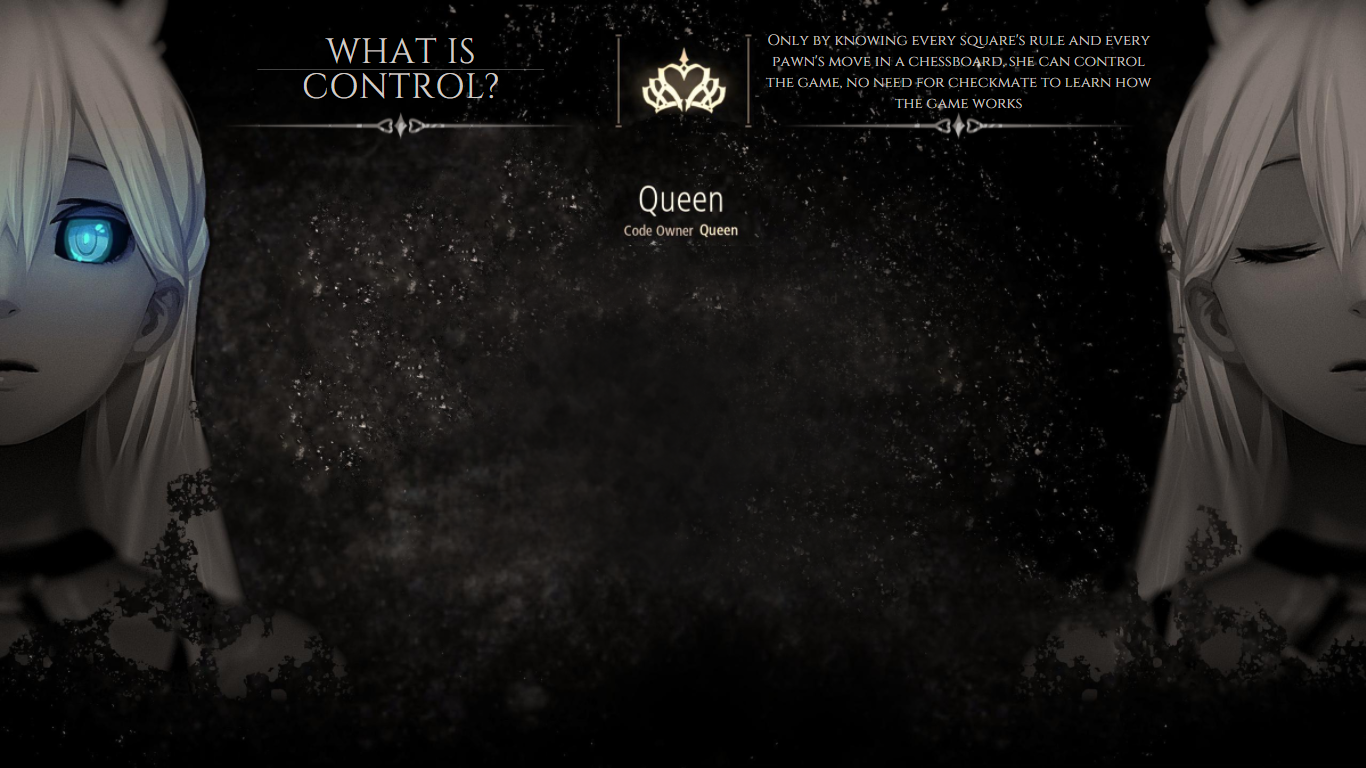 WHAT IS
CONTROL?
Only by knowing every square's rule and every
pawn's move in a chessboard, she can control
the game, no need for checkmate to learn how
the game works
Queen
Code Owner Queen